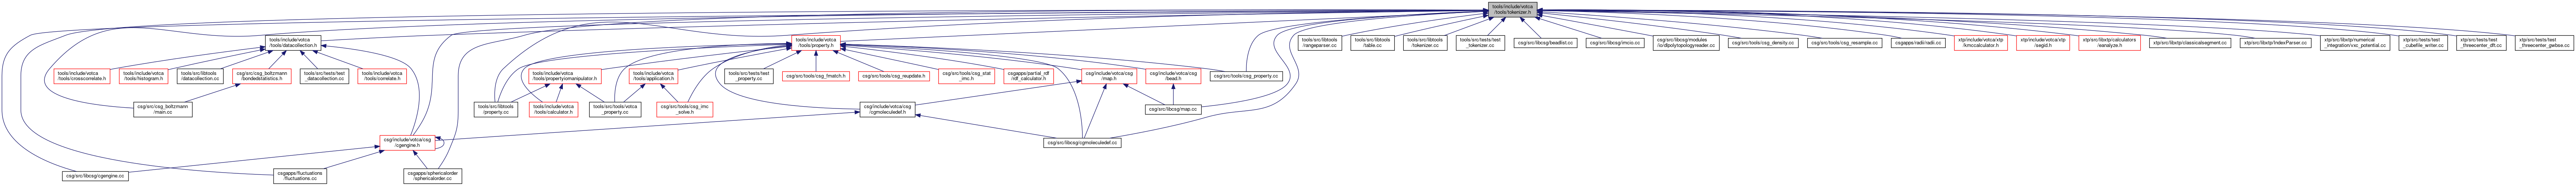 tools/include/votca
/tools/tokenizer.h
tools/include/votca
/tools/datacollection.h
tools/include/votca
/tools/property.h
tools/src/libtools
/rangeparser.cc
tools/src/libtools
/table.cc
tools/src/libtools
/tokenizer.cc
tools/src/tests/test
_tokenizer.cc
csg/src/libcsg/beadlist.cc
csg/src/libcsg/imcio.cc
csg/src/libcsg/modules
/io/dlpolytopologyreader.cc
csg/src/tools/csg_density.cc
csg/src/tools/csg_resample.cc
csgapps/radii/radii.cc
xtp/include/votca/xtp
/kmccalculator.h
xtp/include/votca/xtp
/segid.h
xtp/src/libxtp/calculators
/eanalyze.h
xtp/src/libxtp/classicalsegment.cc
xtp/src/libxtp/IndexParser.cc
xtp/src/libxtp/numerical
_integration/vxc_potential.cc
xtp/src/tests/test
_cubefile_writer.cc
xtp/src/tests/test
_threecenter_dft.cc
xtp/src/tests/test
_threecenter_gwbse.cc
tools/include/votca
/tools/crosscorrelate.h
tools/include/votca
/tools/histogram.h
tools/src/libtools
/datacollection.cc
csg/src/csg_boltzmann
/bondedstatistics.h
tools/src/tests/test
_datacollection.cc
tools/include/votca
/tools/correlate.h
tools/include/votca
/tools/propertyiomanipulator.h
tools/include/votca
/tools/application.h
tools/src/tests/test
_property.cc
csg/src/tools/csg_fmatch.h
csg/src/tools/csg_reupdate.h
csg/src/tools/csg_stat
_imc.h
csgapps/partial_rdf
/rdf_calculator.h
csg/include/votca/csg
/map.h
csg/include/votca/csg
/bead.h
csg/src/tools/csg_property.cc
csg/src/csg_boltzmann
/main.cc
tools/src/libtools
/property.cc
tools/include/votca
/tools/calculator.h
tools/src/tools/votca
_property.cc
csg/src/tools/csg_imc
_solve.h
csg/include/votca/csg
/cgmoleculedef.h
csg/src/libcsg/map.cc
csg/include/votca/csg
/cgengine.h
csg/src/libcsg/cgmoleculedef.cc
csg/src/libcsg/cgengine.cc
csgapps/fluctuations
/fluctuations.cc
csgapps/sphericalorder
/sphericalorder.cc